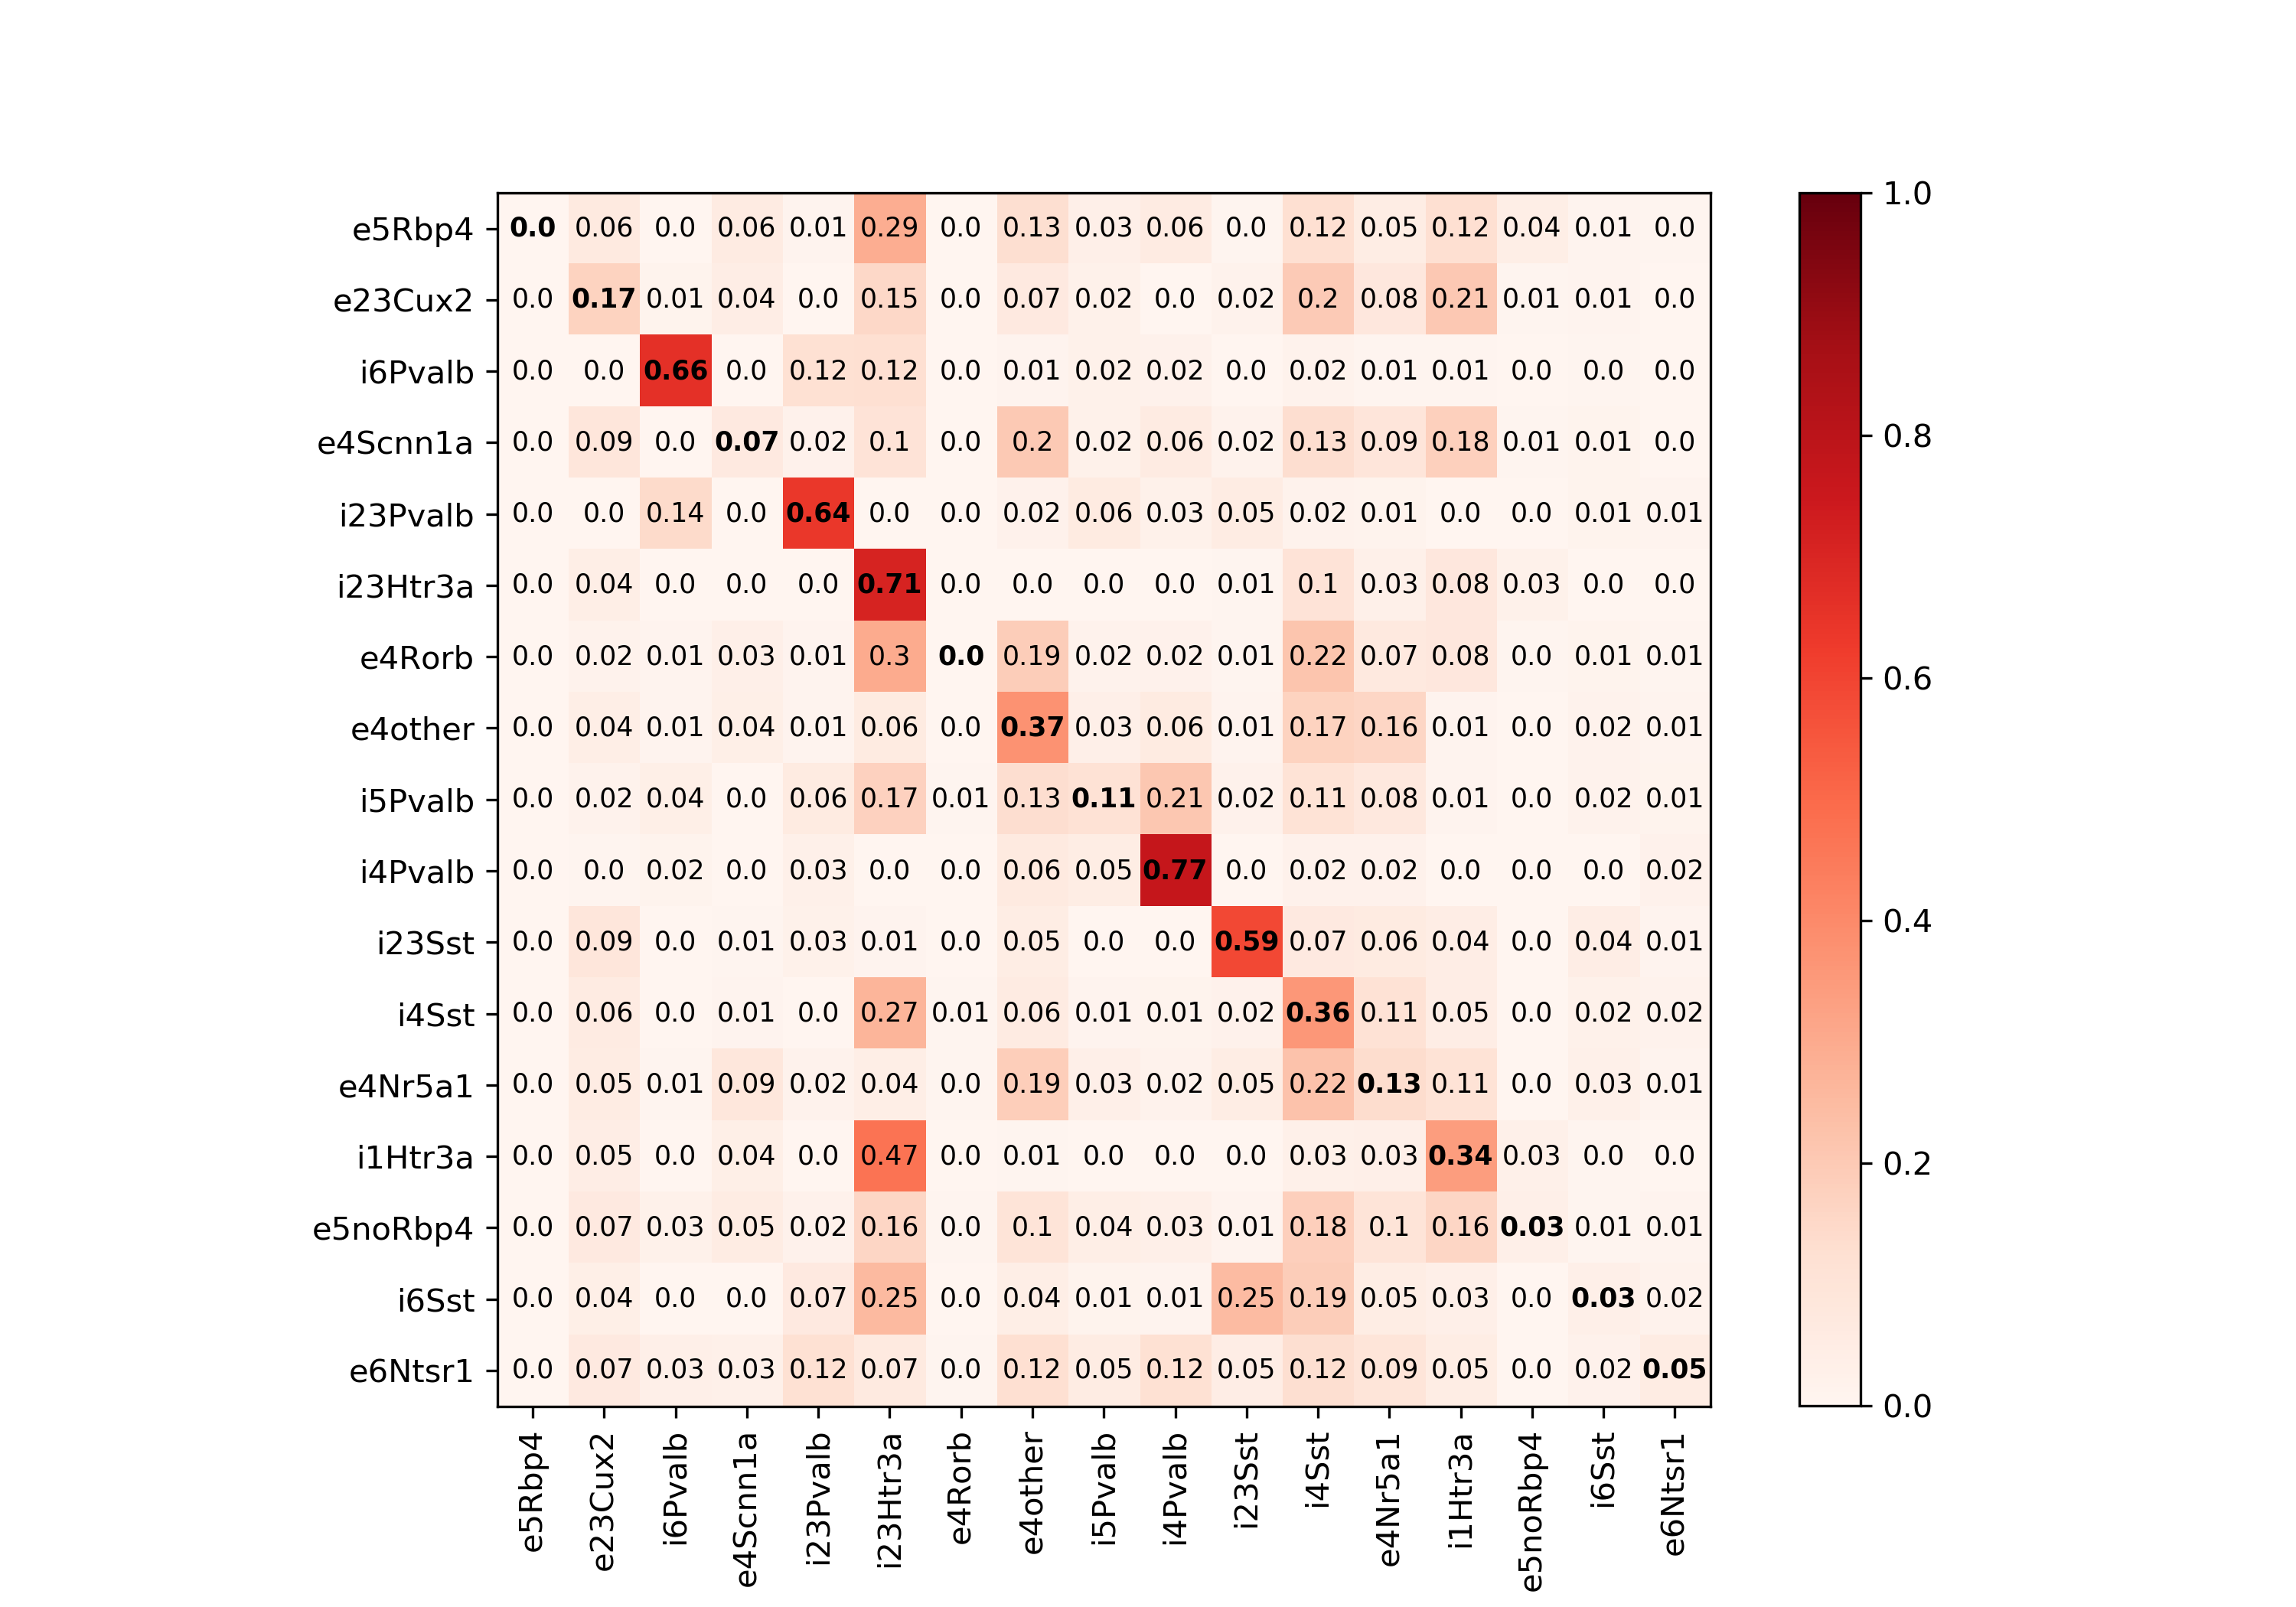 e5Rbp4 0.0 0.06 0.0 0.06 0.01 0.29 0.0 0.13 0.03 0.06 0.0 0.12 0.05 0.12 0.04 0.01 0.0
e23Cux2 0.0 0.17 0.01 0.04 0.0 0.15 0.0 0.07 0.02 0.0 0.02 0.2 0.08 0.21 0.01 0.01 0.0
i6Pvalb 0.0 0.0 0.66 0.0 0.12 0.12 0.0 0.01 0.02 0.02 0.0 0.02 0.01 0.01 0.0 0.0 0.0
e4Scnn1a 0.0 0.09 0.0 0.07 0.02 0.1 0.0 0.2 0.02 0.06 0.02 0.13 0.09 0.18 0.01 0.01 0.0
i23Pvalb 0.0 0.0 0.14 0.0 0.64 0.0 0.0 0.02 0.06 0.03 0.05 0.02 0.01 0.0 0.0 0.01 0.01
i23Htr3a 0.0 0.04 0.0 0.0 0.0 0.71 0.0 0.0 0.0 0.0 0.01 0.1 0.03 0.08 0.03 0.0 0.0
e4Rorb 0.0 0.02 0.01 0.03 0.01 0.3 0.0 0.19 0.02 0.02 0.01 0.22 0.07 0.08 0.0 0.01 0.01
e4other 0.0 0.04 0.01 0.04 0.01 0.06 0.0 0.37 0.03 0.06 0.01 0.17 0.16 0.01 0.0 0.02 0.01
i5Pvalb 0.0 0.02 0.04 0.0 0.06 0.17 0.01 0.13 0.11 0.21 0.02 0.11 0.08 0.01 0.0 0.02 0.01
i4Pvalb 0.0 0.0 0.02 0.0 0.03 0.0 0.0 0.06 0.05 0.77 0.0 0.02 0.02 0.0 0.0 0.0 0.02
i23Sst 0.0 0.09 0.0 0.01 0.03 0.01 0.0 0.05 0.0 0.0 0.59 0.07 0.06 0.04 0.0 0.04 0.01
i4Sst 0.0 0.06 0.0 0.01 0.0 0.27 0.01 0.06 0.01 0.01 0.02 0.36 0.11 0.05 0.0 0.02 0.02
e4Nr5a1 0.0 0.05 0.01 0.09 0.02 0.04 0.0 0.19 0.03 0.02 0.05 0.22 0.13 0.11 0.0 0.03 0.01
i1Htr3a 0.0 0.05 0.0 0.04 0.0 0.47 0.0 0.01 0.0 0.0 0.0 0.03 0.03 0.34 0.03 0.0 0.0
e5noRbp4 0.0 0.07 0.03 0.05 0.02 0.16 0.0 0.1 0.04 0.03 0.01 0.18 0.1 0.16 0.03 0.01 0.01
i6Sst 0.0 0.04 0.0 0.0 0.07 0.25 0.0 0.04 0.01 0.01 0.25 0.19 0.05 0.03 0.0 0.03 0.02
e6Ntsr1 0.0 0.07 0.03 0.03 0.12 0.07 0.0 0.12 0.05 0.12 0.05 0.12 0.09 0.05 0.0 0.02 0.05
e5Rbp4 e23Cux2 i6Pvalb e4Scnn1a i23Pvalb i23Htr3a e4Rorb e4other i5Pvalb i4Pvalb i23Sst i4Sst e4Nr5a1 i1Htr3a e5noRbp4 i6Sst e6Ntsr1
1.0
0.8
0.6
0.4
0.2
0.0